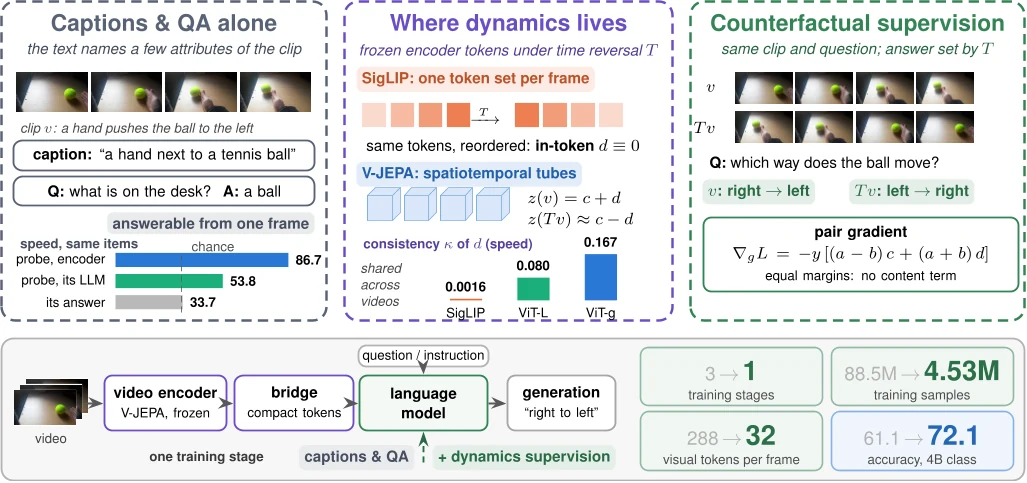 Captions & QA alone
the text names a few attributes of the clip
clip v: a hand pushes the ball to the left
caption: “a hand next to a tennis ball”
Q: what is on the desk? A: a ball
answerable from one frame
speed, same items
chance
probe, encoder 86.7
probe, its LLM 53.8
its answer 33.7
Where dynamics lives
frozen encoder tokens under time reversal T
SigLIP: one token set per frame
T
same tokens, reordered: in-token d ≡ 0
V-JEPA: spatiotemporal tubes
z(v) = c + d
z(Tv) ≈ c − d
consistency κ of d (speed)
shared
across
videos
0.0016
0.080
0.167
SigLIP
ViT-L
ViT-g
Counterfactual supervision
same clip and question; answer set by T
v
Tv
Q: which way does the ball move?
v: right → left
Tv: left → right
pair gradient
∇gL = −y [(a − b) c + (a + b) d]
equal margins: no content term
video
video encoder
V-JEPA, frozen
bridge
compact tokens
question / instruction
language
model
generation
“right to left”
one training stage
captions & QA
+ dynamics supervision
3 → 1
training stages
88.5M → 4.53M
training samples
288 → 32
visual tokens per frame
61.1 → 72.1
accuracy, 4B class